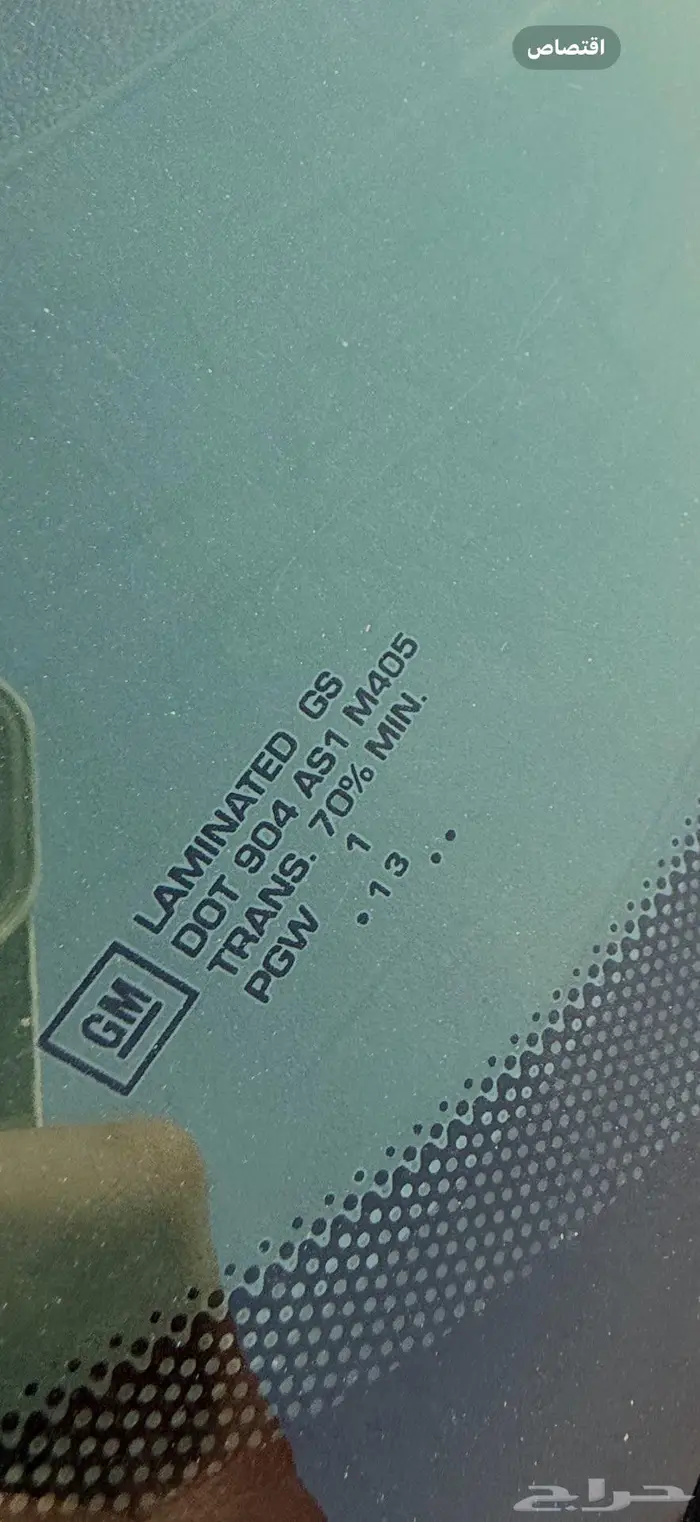 اقتصاص
GM
LAMINATED GS
DOT 904 AS1 M405
TRANS. 70% MIN.
PGW 1
• 13 ••
حراج